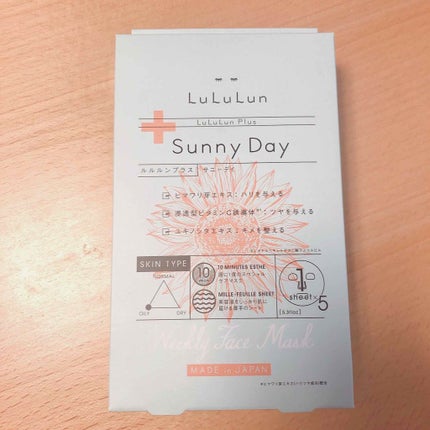 LuLuLun
LuLuLun Plus
Sunny Day
ルルルンプラス サニーデイ
ヒマワリ芽エキス：ハリを与える
浸透型ビタミンC誘導体：ツヤを与える
ユキノシタエキス：キメを整える
SKIN TYPE
NORMAL
OILY
DRY
10
10 MINUTES ESTHE
MILLE-FEUILLE SHEET
1
sheet×5
Weekly Face Mask
MADE in JAPAN